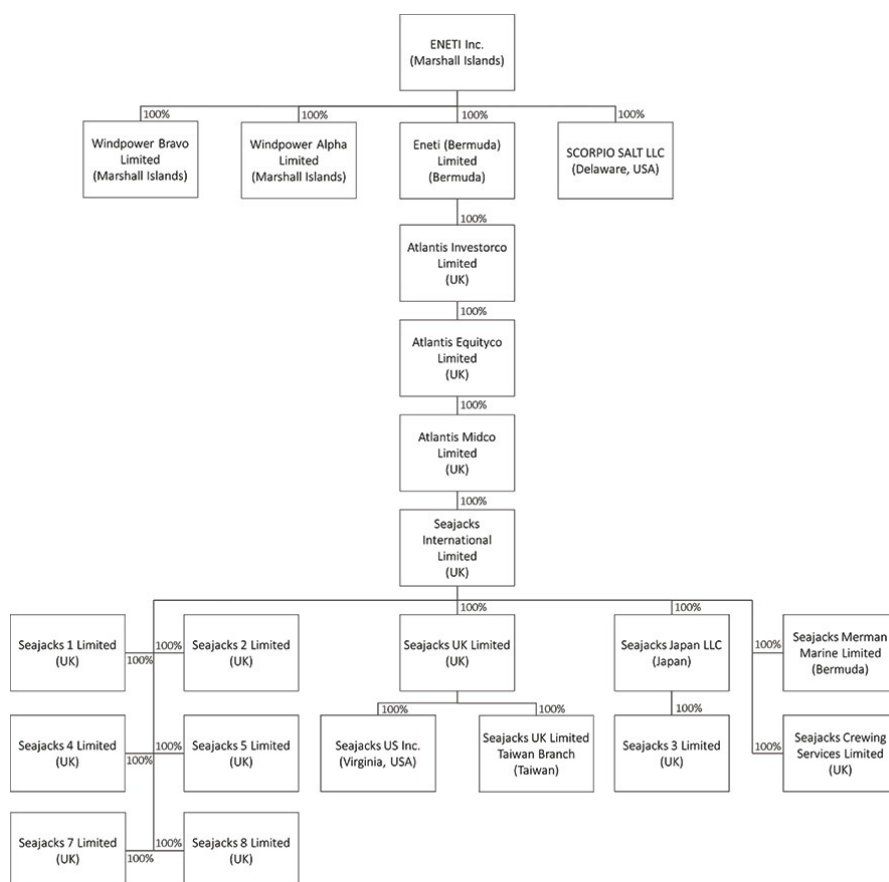 ENETI Inc.
(Marshall Islands)
100%
100%
100%
100%
Windpower Bravo
Limited
(Marshall Islands)
Windpower Alpha
Limited
(Marshall Islands)
Eneti (Bermuda)
Limited
(Bermuda)
SCORPIO SALT LLC
(Delaware, USA)
100%
Atlantis Investorco
Limited
(UK)
100%
Atlantis Equityco
Limited
(UK)
100%
Atlantis Midco
Limited
(UK)
100%
Seajacks
International
Limited
(UK)
100%
100%
Seajacks 1 Limited
(UK)
100%
100%
Seajacks 2 Limited
(UK)
Seajacks UK Limited
(UK)
Seajacks Japan LLC
(Japan)
100%
Seajacks Merman
Marine Limited
(Bermuda)
100%
100%
100%
Seajacks 4 Limited
(UK)
100%
100%
Seajacks 5 Limited
(UK)
Seajacks US Inc.
(Virginia, USA)
Seajacks UK Limited
Taiwan Branch
(Taiwan)
Seajacks 3 Limited
(UK)
100%
Seajacks Crewing
Services Limited
(UK)
Seajacks 7 Limited
(UK)
100%
100%
Seajacks 8 Limited
(UK)